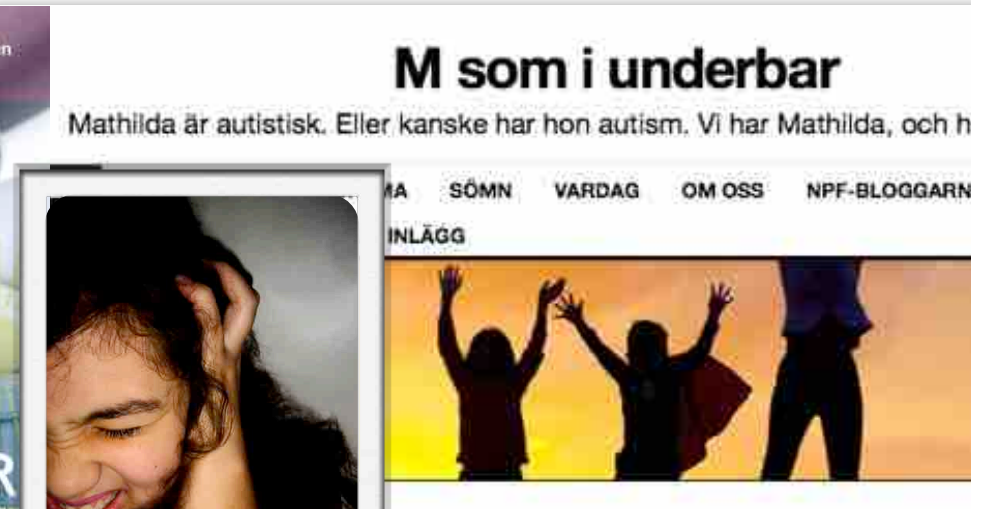 M som i underbar
Mathilda är autistisk. Eller kanske har hon autism. Vi har Mathilda, och h
MA SÖMN VARDAG OM OSS NPF-BLOGGARN
INLÄGG
R